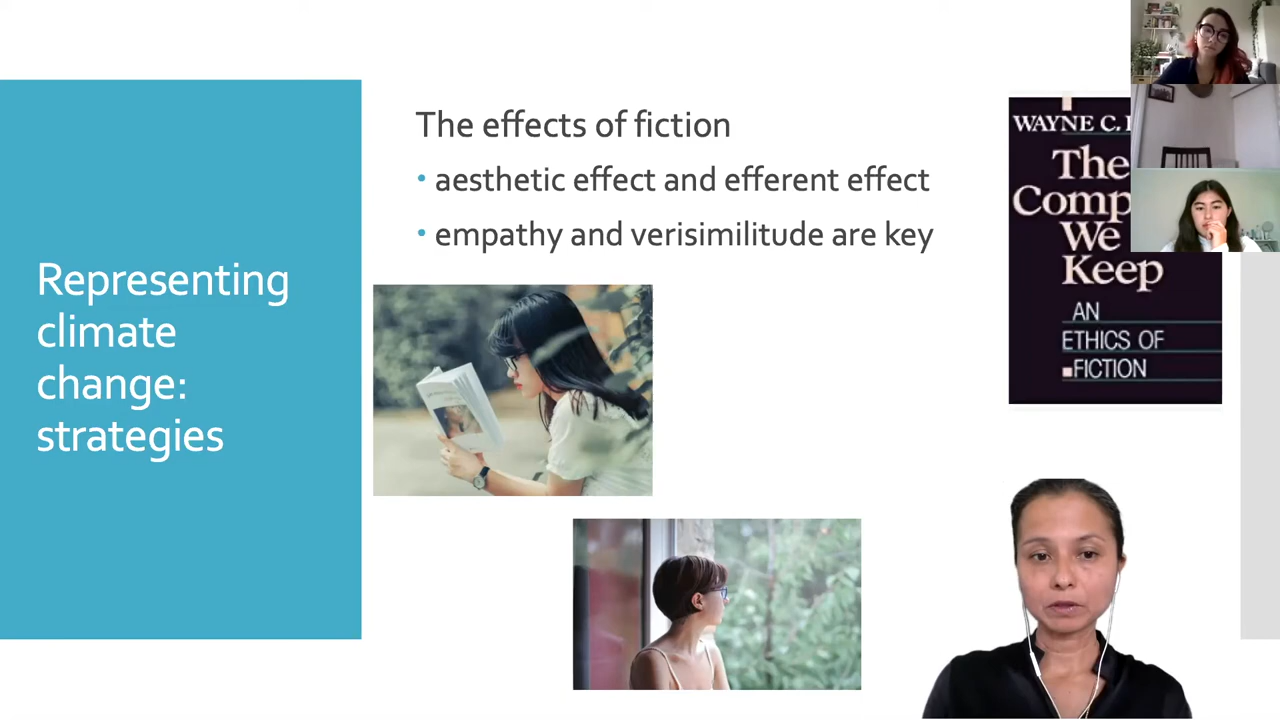 Representing
climate
change:
strategies
The effects of fiction
• aesthetic effect and efferent effect
• empathy and verisimilitude are key
WAYNE C.
The
We
Keep
AN
ETHICS OF
FICTION